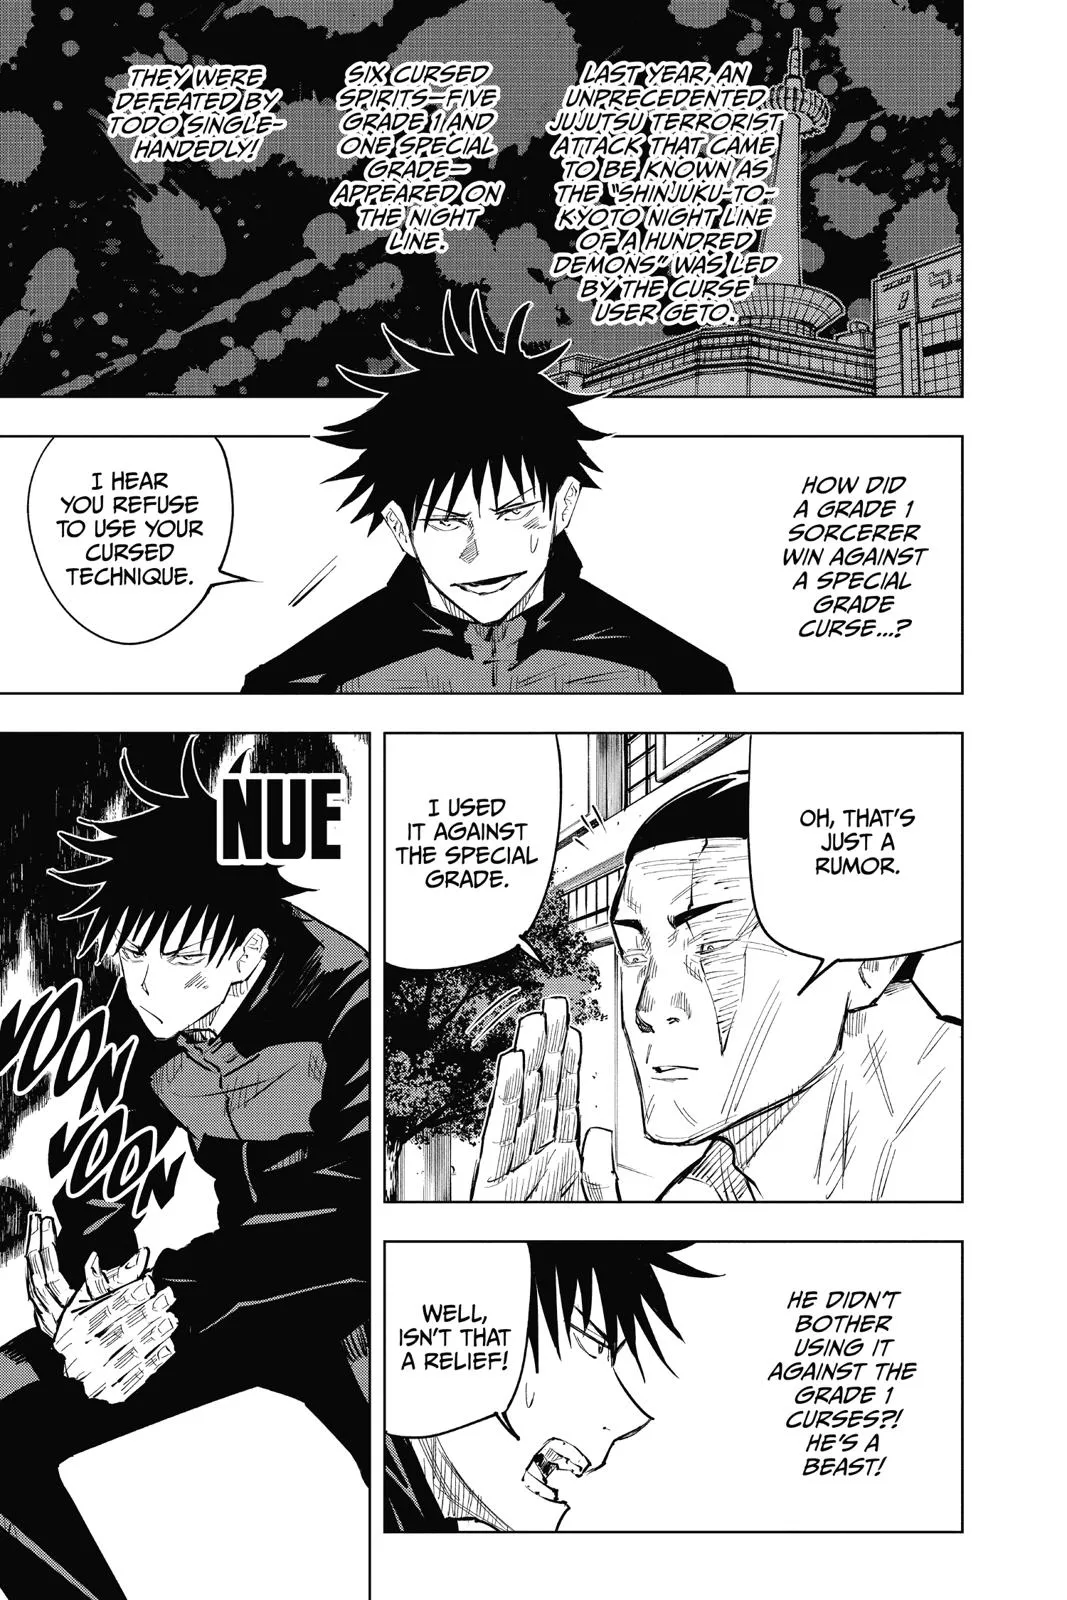 LAST YEAR, AN
UNPRECEDENTED
JUJUTSU TERRORIST
ATTACK THAT CAME
TO BE KNOWN AS
THE "SHINJUKU-TO-
KYOTO NIGHT LINE
OF A HUNDRED
DEMONS" WAS LED
BY THE CURSE
USER GETO.
SIX CURSED
SPIRITS—FIVE
GRADE 1 AND
ONE SPECIAL
GRADE—
APPEARED ON
THE NIGHT
LINE.
THEY WERE
DEFEATED BY
TODO SINGLE-
HANDEDLY!
HOW DID
A GRADE 1
SORCERER
WIN AGAINST
A SPECIAL
GRADE
CURSE...?
I HEAR
YOU REFUSE
TO USE YOUR
CURSED
TECHNIQUE.
OH, THAT'S
JUST A
RUMOR.
I USED
IT AGAINST
THE SPECIAL
GRADE.
HE DIDN'T
BOTHER
USING IT
AGAINST THE
GRADE 1
CURSES?!
HE'S A
BEAST!
WELL,
ISN'T THAT
A RELIEF!
NUE
VOON
VOON